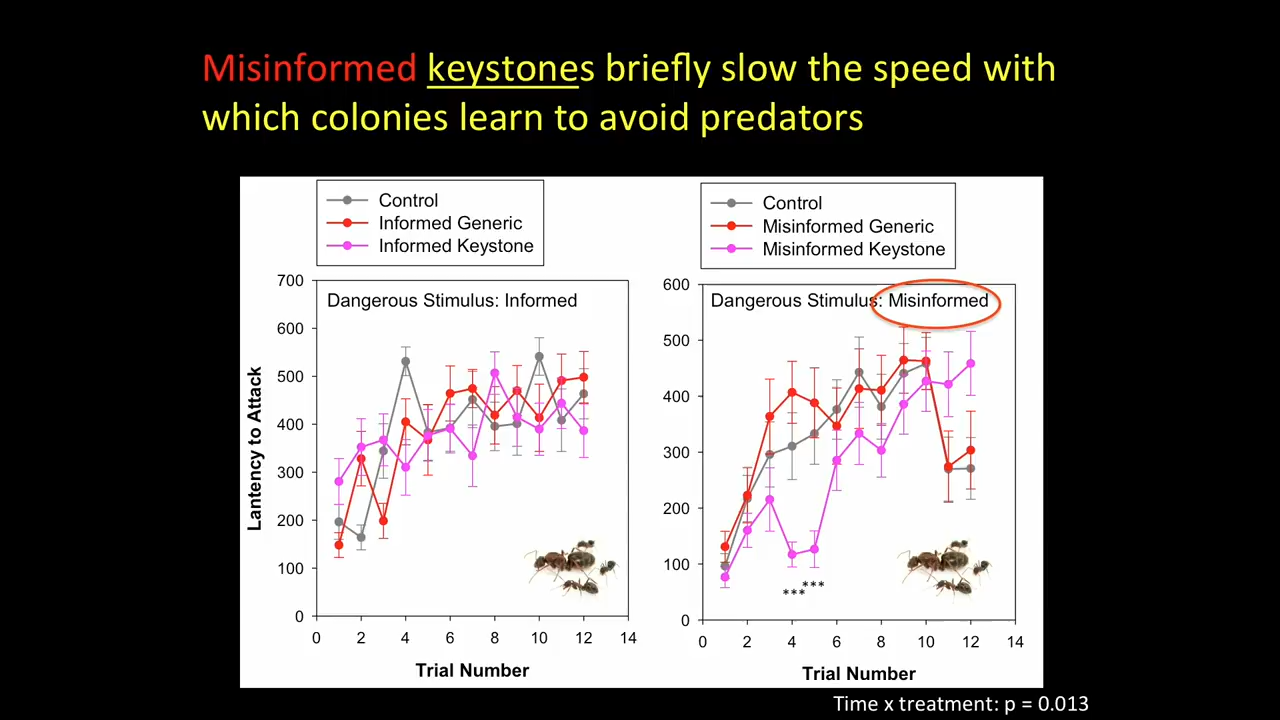 Misinformed keystones briefly slow the speed with
which colonies learn to avoid predators
Control
Informed Generic
Informed Keystone
Dangerous Stimulus: Informed
Lantency to Attack
700
600
500
400
300
200
100
0
0 2 4 6 8 10 12 14
Trial Number
Control
Misinformed Generic
Misinformed Keystone
Dangerous Stimulus: Misinformed
600
500
400
300
200
100
0
*** ***
0 2 4 6 8 10 12 14
Trial Number
Time x treatment: p = 0.013